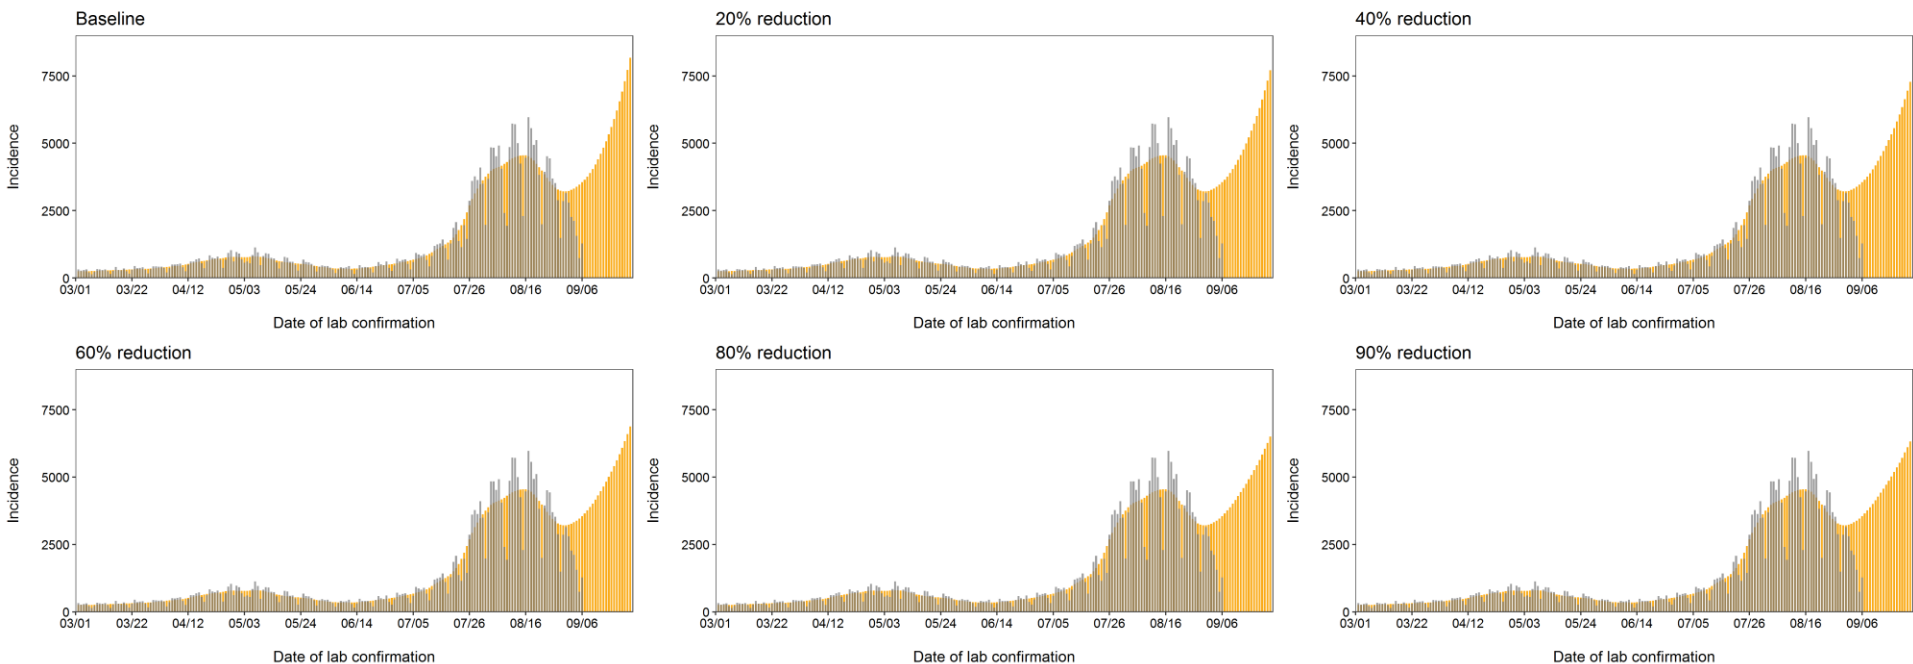 Baseline
Incidence
7500
5000
2500
0
03/01 03/22 04/12 05/03 05/24 06/14 07/05 07/26 08/16 09/06
Date of lab confirmation
20% reduction
Incidence
7500
5000
2500
0
03/01 03/22 04/12 05/03 05/24 06/14 07/05 07/26 08/16 09/06
Date of lab confirmation
40% reduction
Incidence
7500
5000
2500
0
03/01 03/22 04/12 05/03 05/24 06/14 07/05 07/26 08/16 09/06
Date of lab confirmation
60% reduction
Incidence
7500
5000
2500
0
03/01 03/22 04/12 05/03 05/24 06/14 07/05 07/26 08/16 09/06
Date of lab confirmation
80% reduction
Incidence
7500
5000
2500
0
03/01 03/22 04/12 05/03 05/24 06/14 07/05 07/26 08/16 09/06
Date of lab confirmation
90% reduction
Incidence
7500
5000
2500
0
03/01 03/22 04/12 05/03 05/24 06/14 07/05 07/26 08/16 09/06
Date of lab confirmation